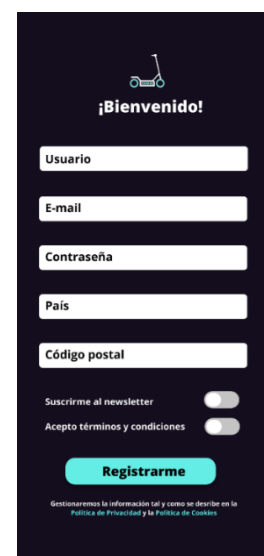 ¡Bienvenido!
Usuario
E-mail
Contraseña
País
Código postal
Suscrirme al newsletter
Acepto términos y condiciones
Registrarme
Gestionaremos la información tal y como se desribe en la
Política de Privacidad y la Política de Cookies